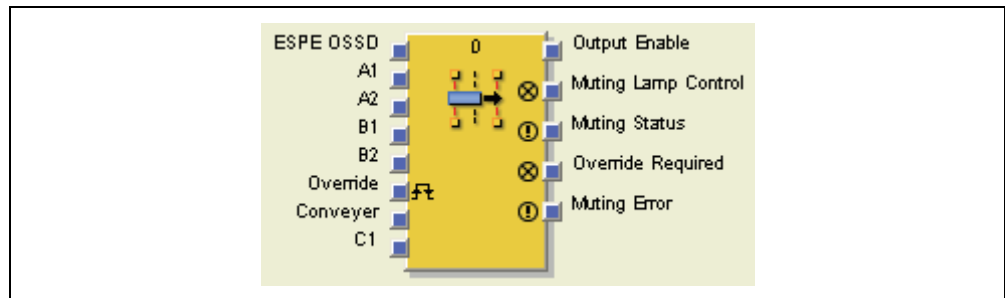 ESPE OSSD
A1
A2
B1
B2
Override
Conveyer
C1
0
Output Enable
Muting Lamp Control
Muting Status
Override Required
Muting Error